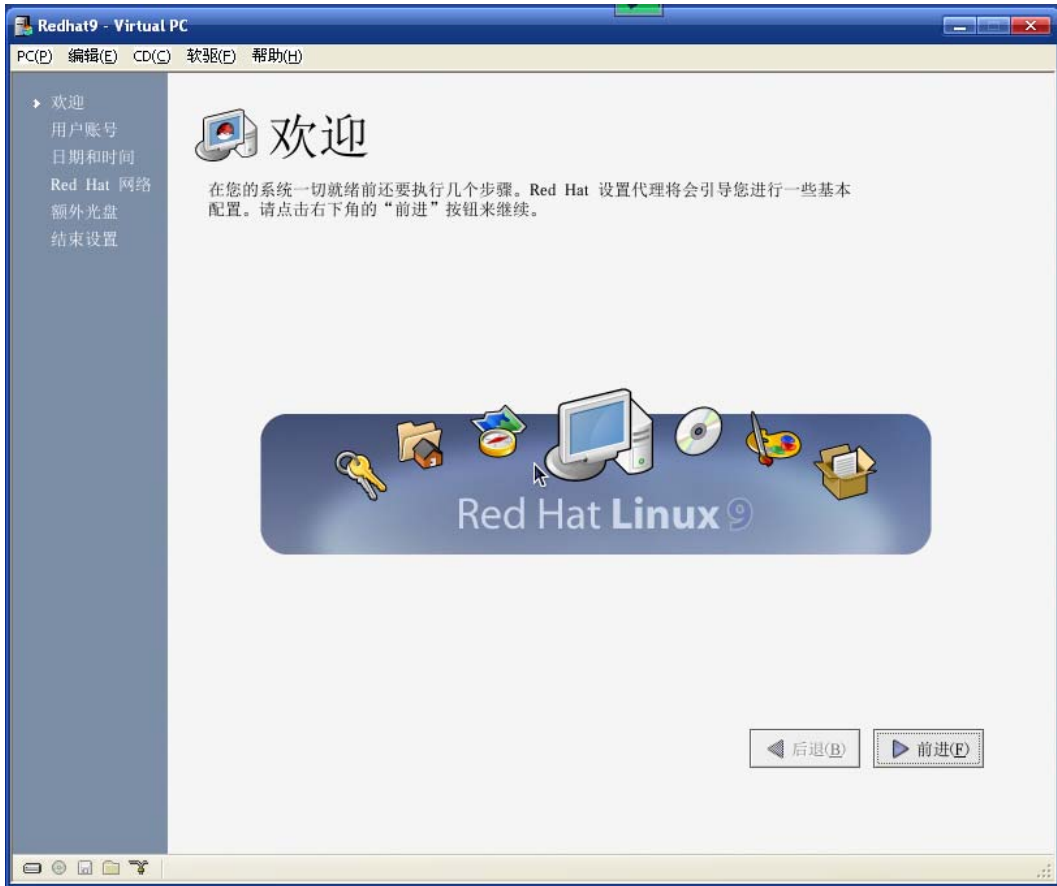 Redhat9 - Virtual PC
PC(P) 编辑(E) CD(C) 软驱(F) 帮助(H)
欢迎
用户账号
日期和时间
Red Hat 网络
额外光盘
结束设置
欢迎
在您的系统一切就绪前还要执行几个步骤。Red Hat 设置代理将会引导您进行一些基本
配置。请点击右下角的“前进”按钮来继续。
Red Hat Linux 9
后退(B) 前进(F)